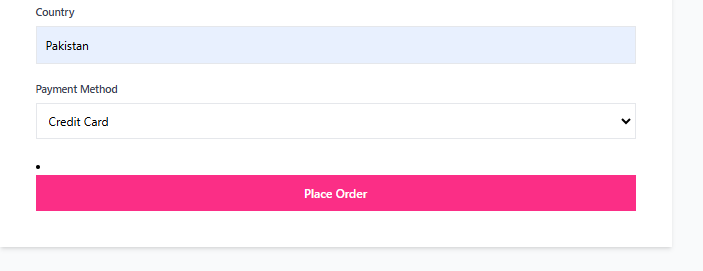 Country
Pakistan
Payment Method
Credit Card
Place Order